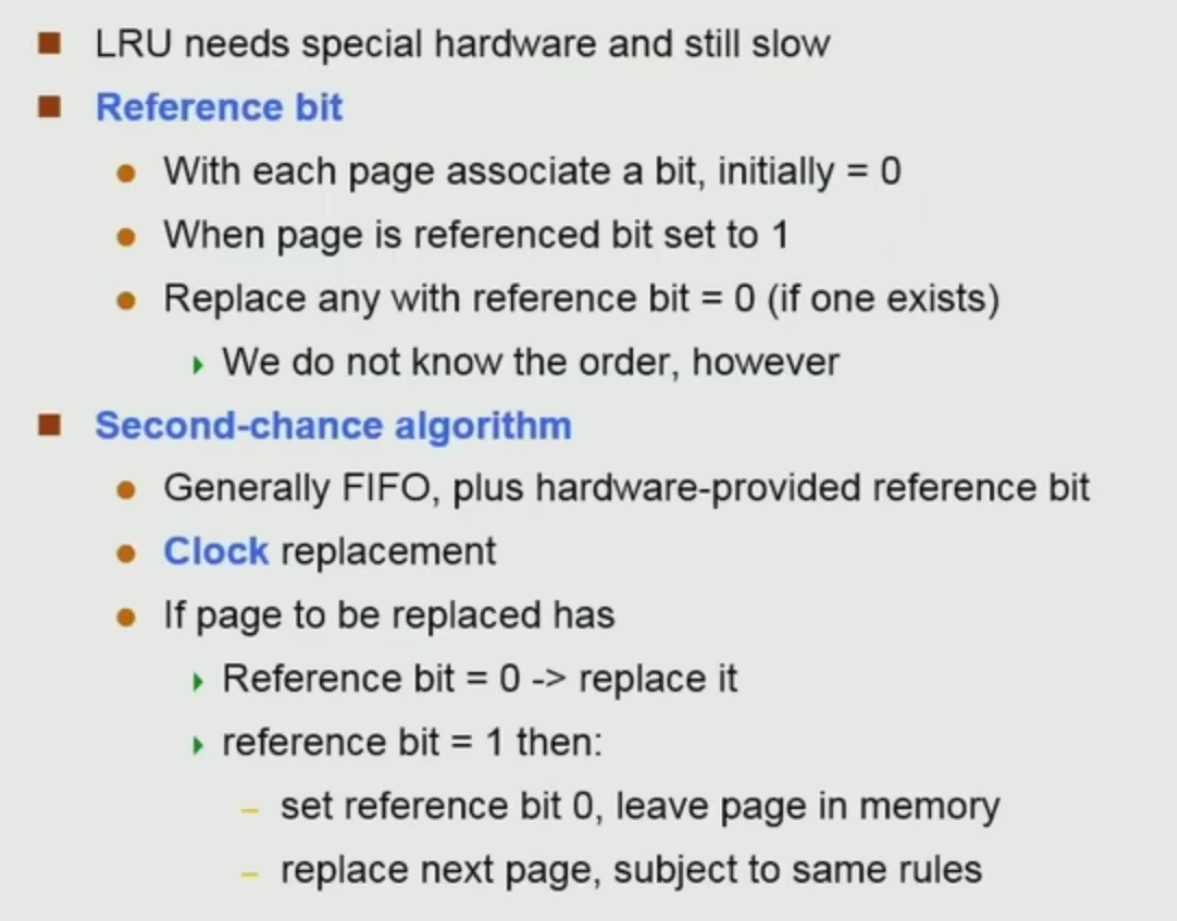 LRU needs special hardware and still slow
Reference bit
With each page associate a bit, initially = 0
When page is referenced bit set to 1
Replace any with reference bit = 0 (if one exists)
We do not know the order, however
Second-chance algorithm
Generally FIFO, plus hardware-provided reference bit
Clock replacement
If page to be replaced has
Reference bit = 0 -> replace it
reference bit = 1 then:
set reference bit 0, leave page in memory
replace next page, subject to same rules